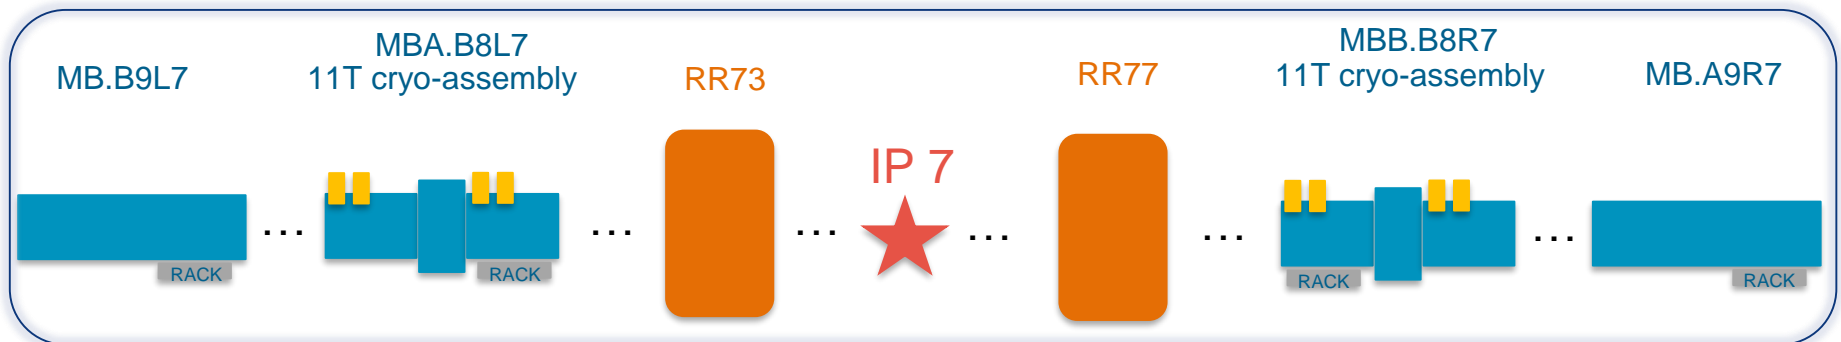 MB.B9L7
MBA.B8L7
11T cryo-assembly
RR73
IP 7
RR77
MBB.B8R7
11T cryo-assembly
MB.A9R7
...
...
...
...
...
...
RACK
RACK
RACK
RACK